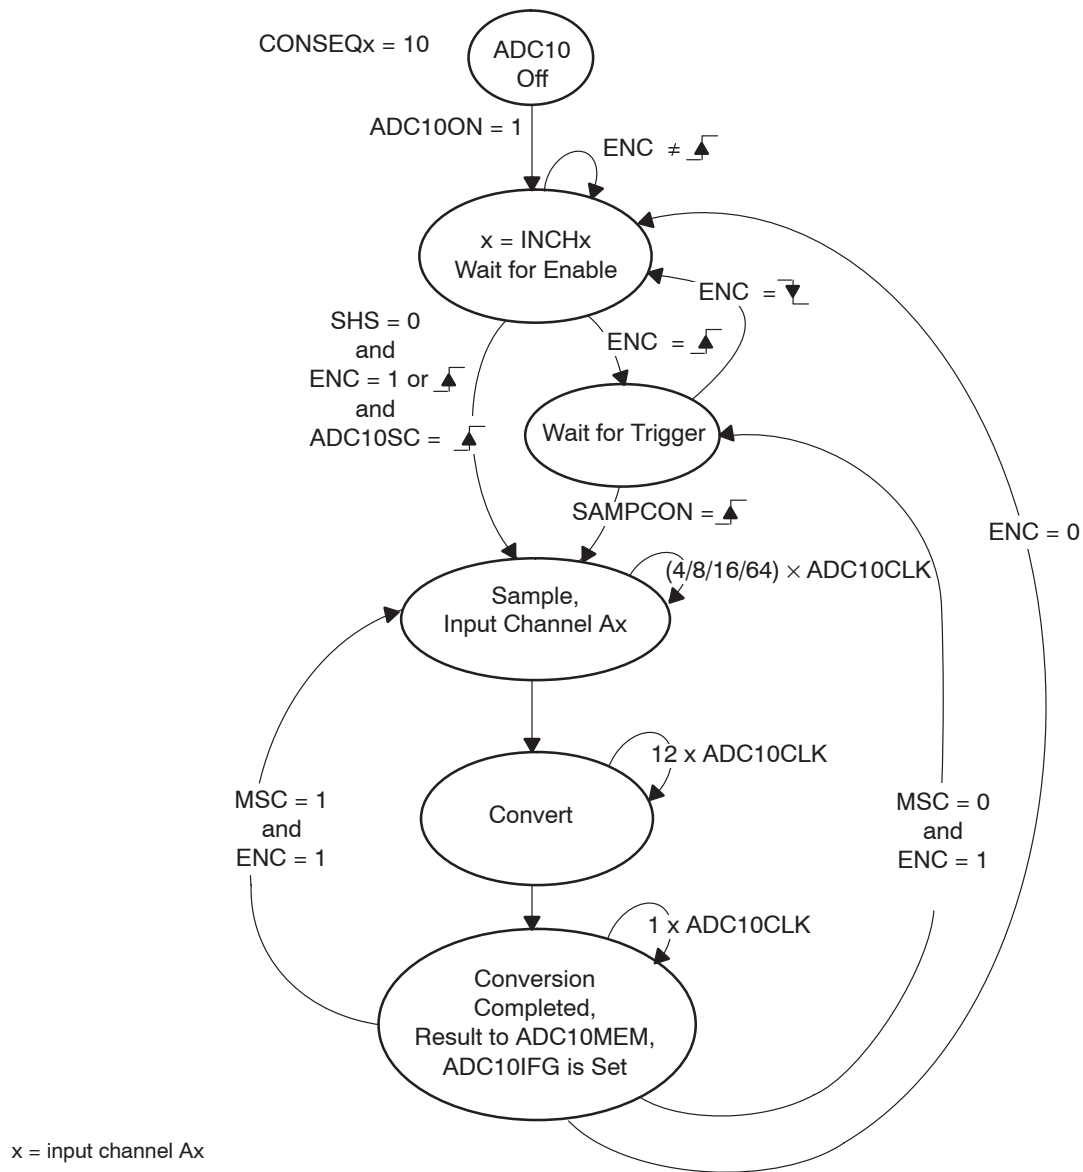 CONSEQx = 10
ADC10
Off
ADC10ON = 1
ENC ≠
x = INCHx
Wait for Enable
ENC =
SHS = 0
and
ENC = 1 or
and
ADC10SC =
ENC =
Wait for Trigger
SAMPCON =
ENC = 0
(4/8/16/64) × ADC10CLK
Sample,
Input Channel Ax
12 x ADC10CLK
Convert
MSC = 1
and
ENC = 1
MSC = 0
and
ENC = 1
1 x ADC10CLK
Conversion
Completed,
Result to ADC10MEM,
ADC10IFG is Set
x = input channel Ax